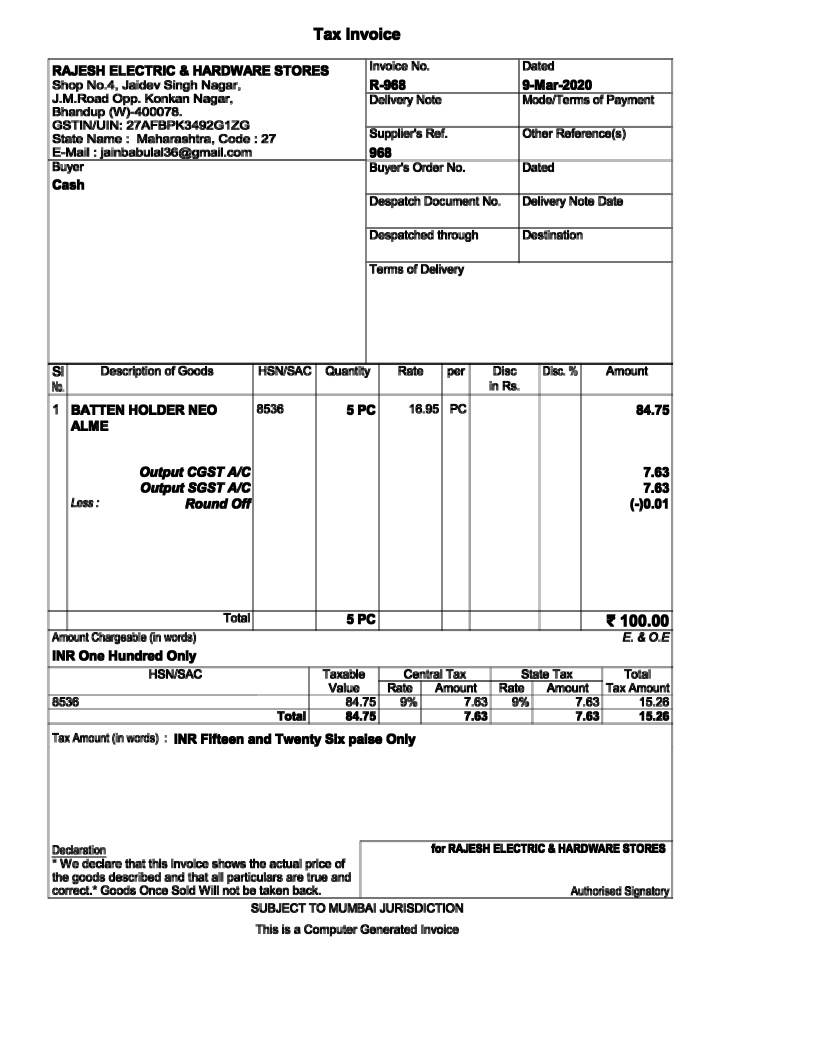 Tax Invoice
RAJESH ELECTRIC & HARDWARE STORES
Shop No.4, Jaidev Singh Nagar,
J.M.Road Opp. Konkan Nagar,
Bhandup (W)-400078.
GSTIN/UIN: 27AFBPK3492G1ZG
State Name : Maharashtra, Code : 27
E-Mail : jainbabulal36@gmail.com
Buyer
Cash
Invoice No. Dated
R-968 9-Mar-2020
Delivery Note Mode/Terms of Payment
Supplier's Ref. Other Reference(s)
968
Buyer's Order No. Dated
Despatch Document No. Delivery Note Date
Despatched through Destination
Terms of Delivery
Sl Description of Goods HSN/SAC Quantity Rate per Disc Disc. % Amount
No. in Rs.
1 BATTEN HOLDER NEO 8536 5 PC 16.95 PC 84.75
ALME
Output CGST A/C 7.63
Output SGST A/C 7.63
Less : Round Off (-)0.01
Total 5 PC ₹ 100.00
Amount Chargeable (in words) E. & O.E
INR One Hundred Only
HSN/SAC Taxable Central Tax State Tax Total
Value Rate Amount Rate Amount Tax Amount
8536 84.75 9% 7.63 9% 7.63 15.26
Total 84.75 7.63 7.63 15.26
Tax Amount (in words) : INR Fifteen and Twenty Six paise Only
Declaration
* We declare that this invoice shows the actual price of
the goods described and that all particulars are true and
correct.* Goods Once Sold Will not be taken back.
for RAJESH ELECTRIC & HARDWARE STORES
Authorised Signatory
SUBJECT TO MUMBAI JURISDICTION
This is a Computer Generated Invoice